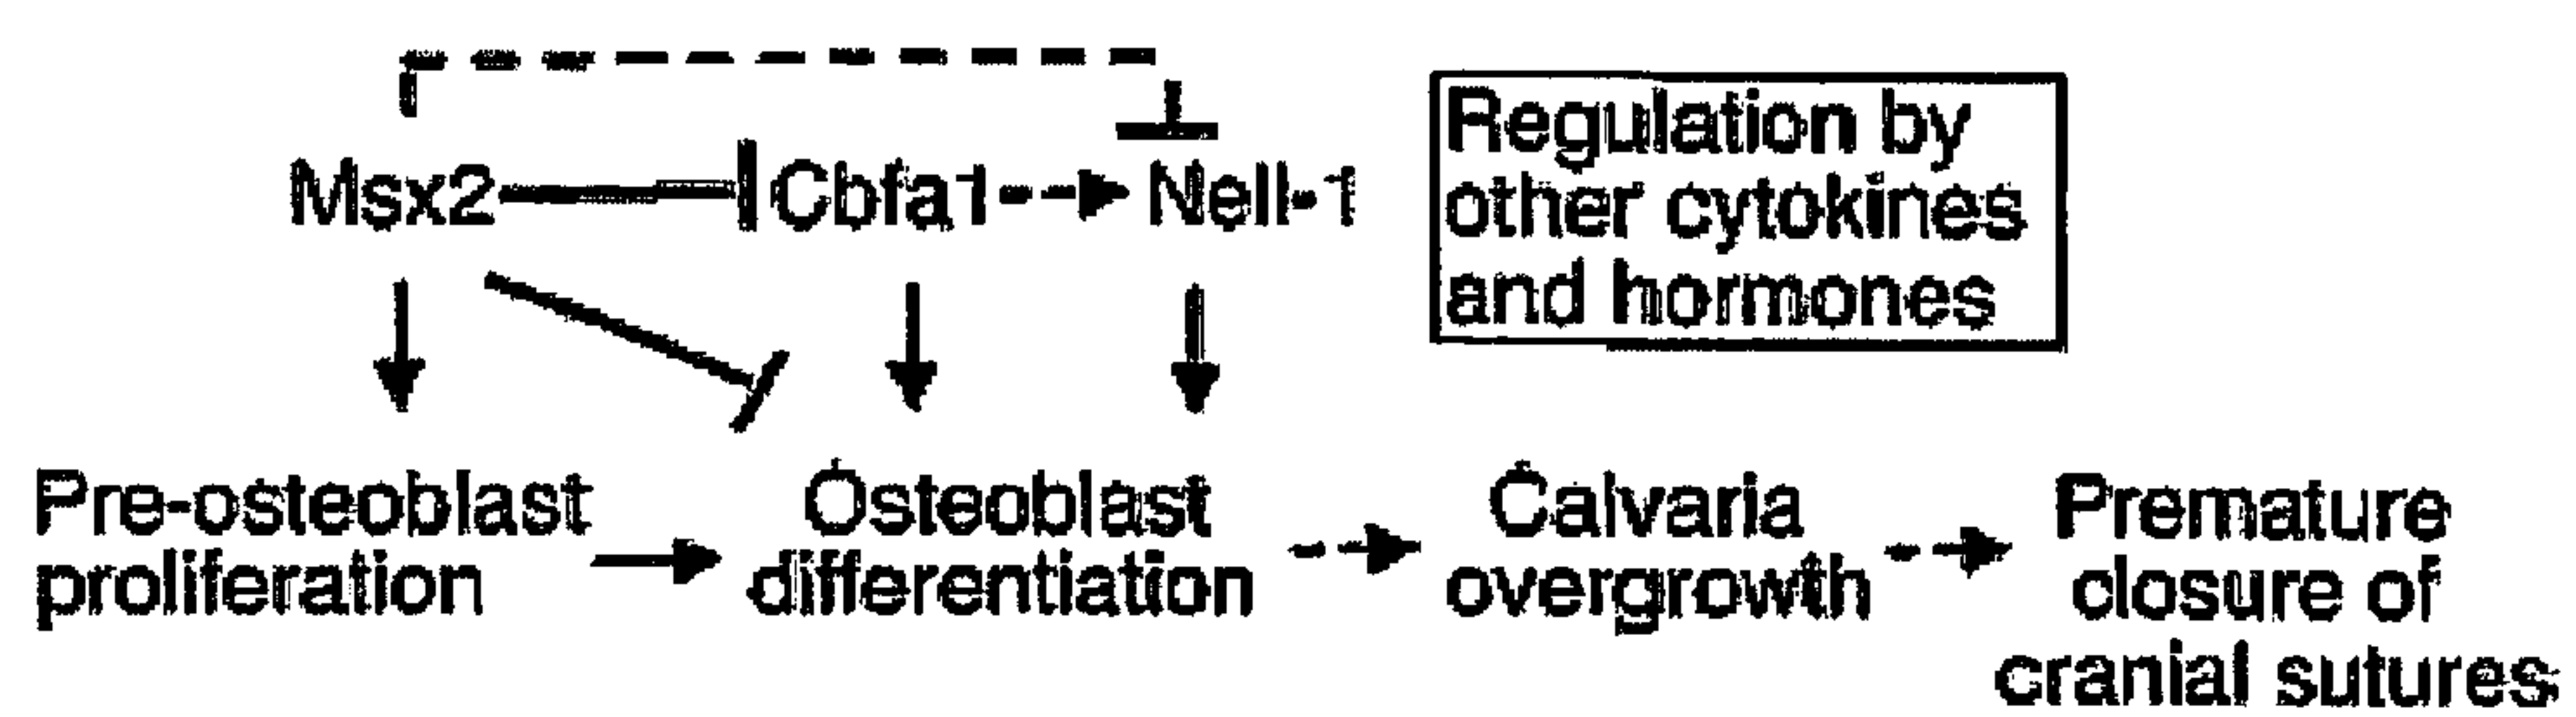 Msx2 Cbfa1 Nell-1
Regulation by
other cytokines
and hormones
Pre-osteoblast
proliferation
Osteoblast
differentiation
Calvaria
overgrowth
Premature
closure of
cranial sutures